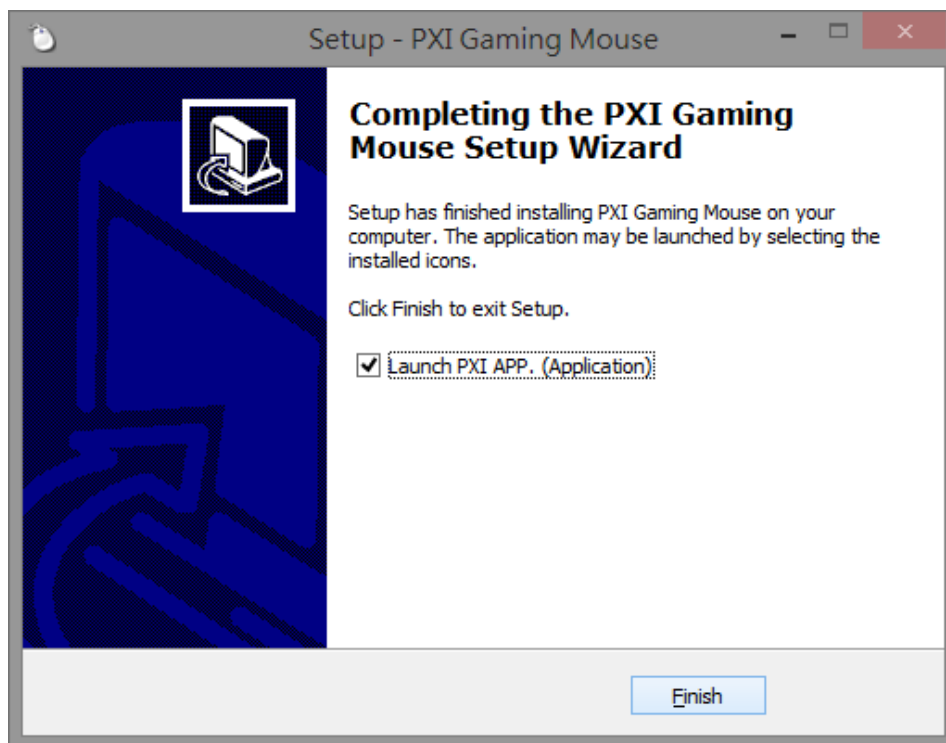 Setup - PXI Gaming Mouse
Completing the PXI Gaming
Mouse Setup Wizard
Setup has finished installing PXI Gaming Mouse on your
computer. The application may be launched by selecting the
installed icons.
Click Finish to exit Setup.
Launch PXI APP. (Application)
Finish